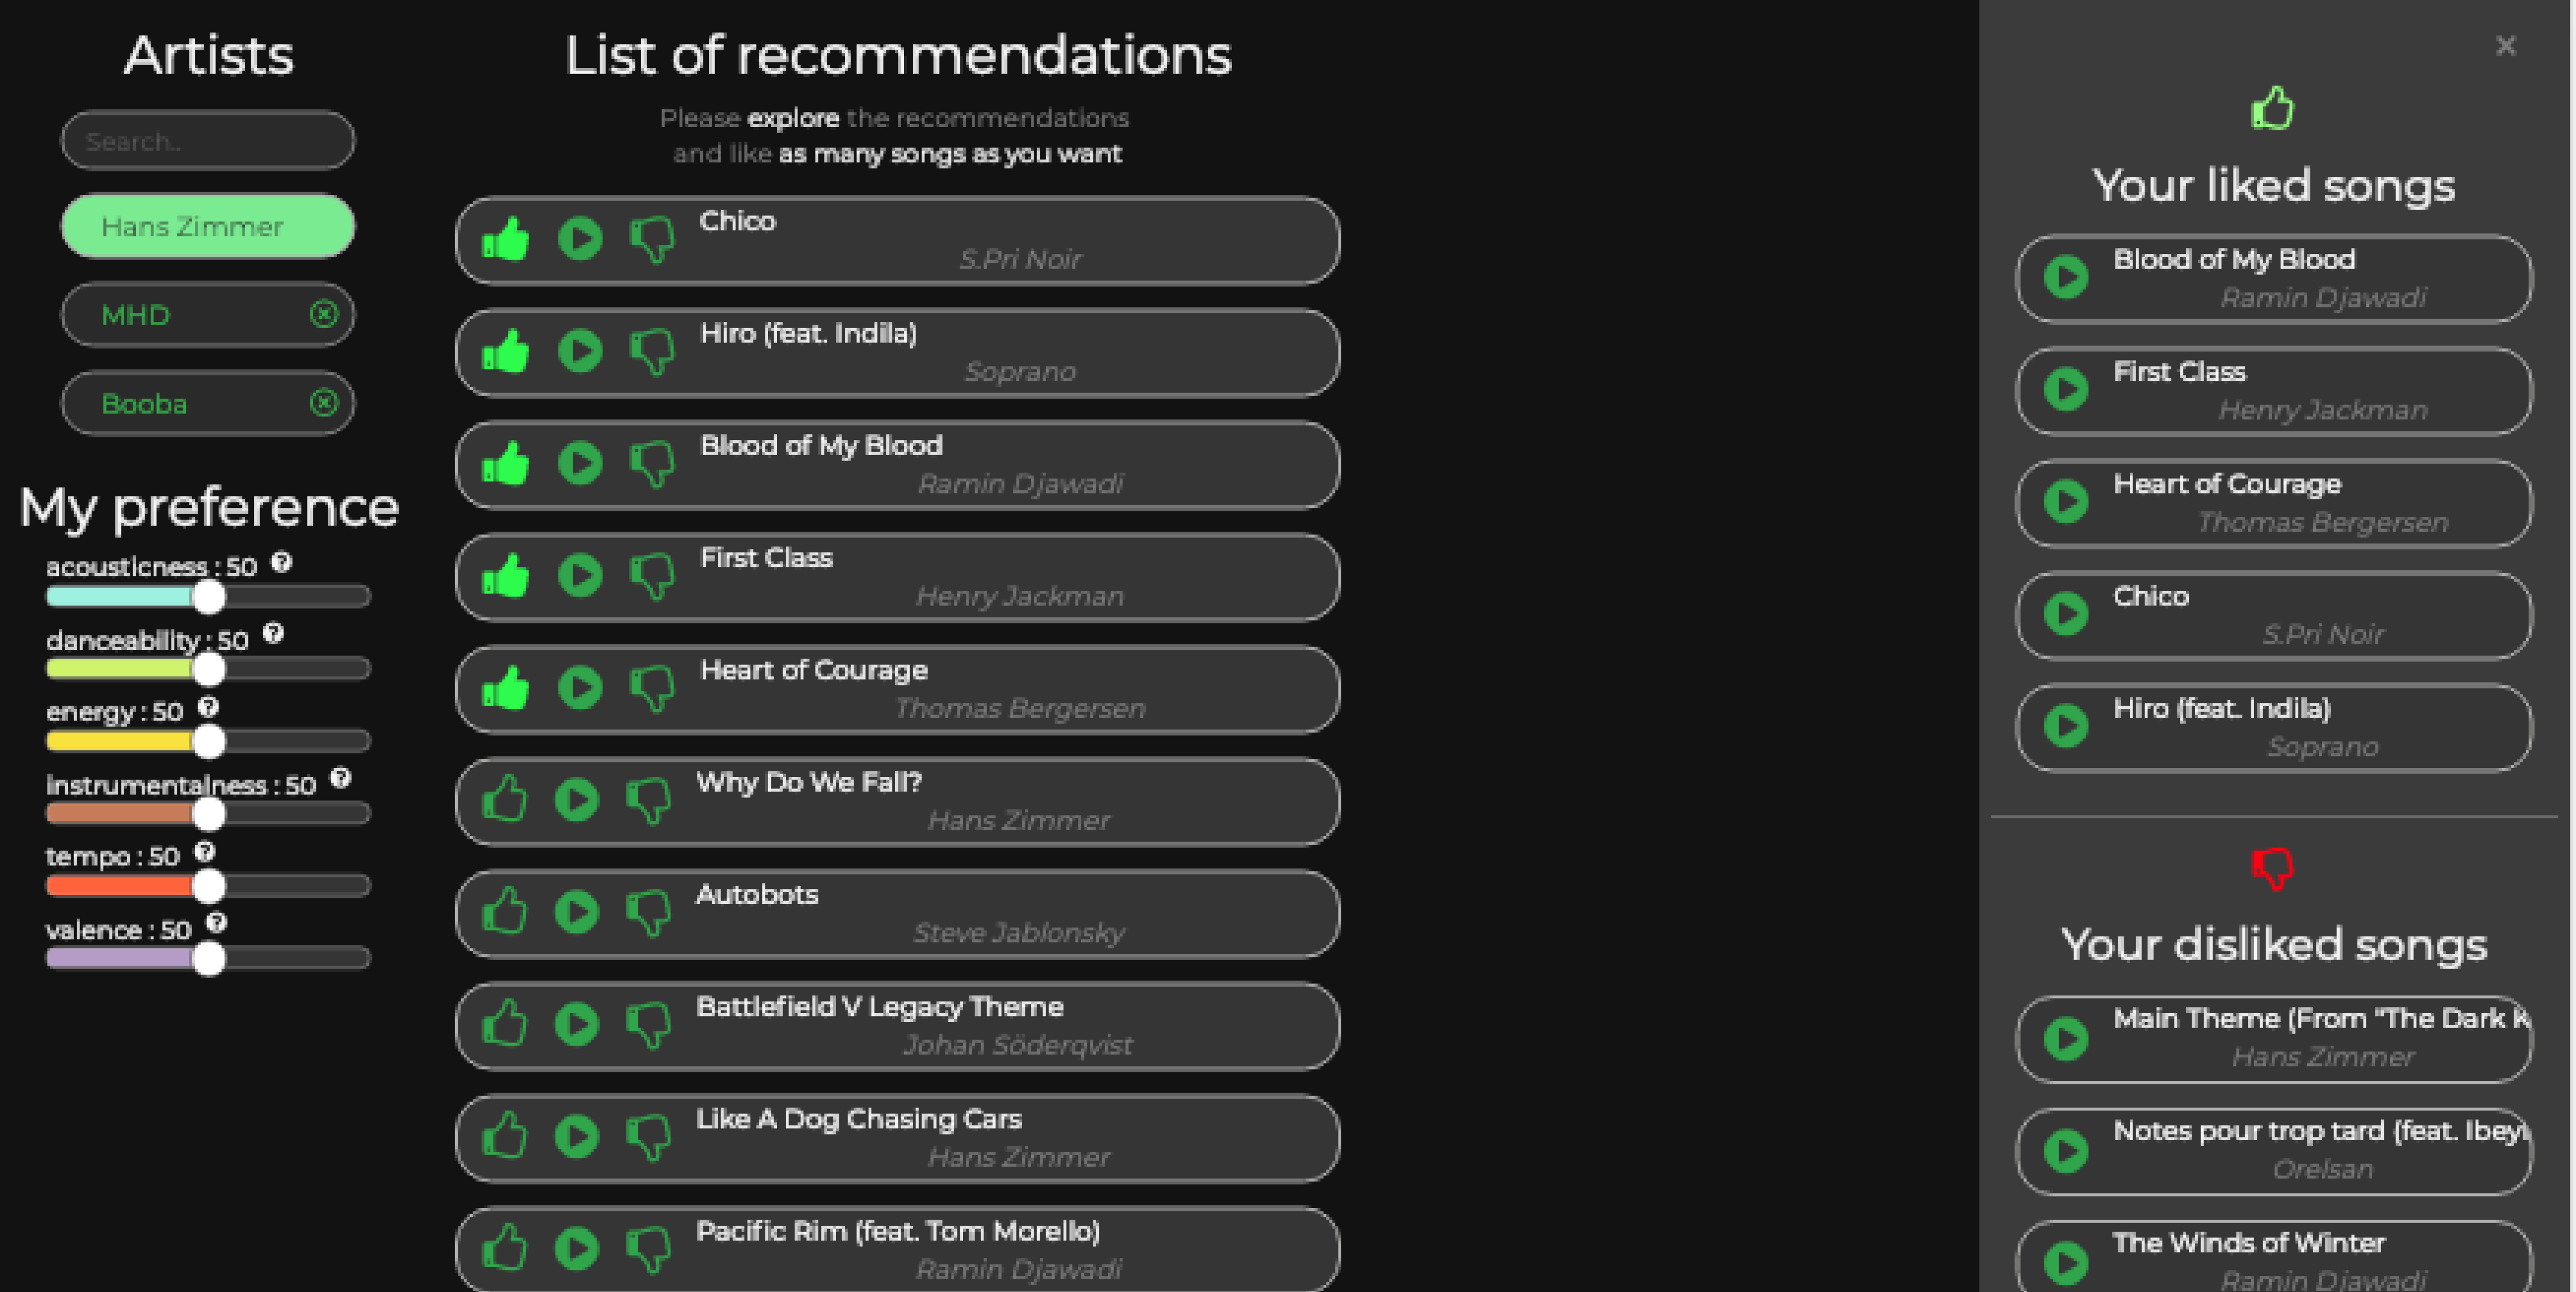 Artists
Search..
Hans Zimmer
MHD
Booba
My preference
acousticness : 50
danceability : 50
energy : 50
instrumentalness : 50
tempo : 50
valence : 50
List of recommendations
Please explore the recommendations
and like as many songs as you want
Chico
S.Pri Noir
Hiro (feat. Indila)
Soprano
Blood of My Blood
Ramin Djawadi
First Class
Henry Jackman
Heart of Courage
Thomas Bergersen
Why Do We Fall?
Hans Zimmer
Autobots
Steve Jablonsky
Battlefield V Legacy Theme
Johan Söderqvist
Like A Dog Chasing Cars
Hans Zimmer
Pacific Rim (feat. Tom Morello)
Ramin Djawadi
Your liked songs
Blood of My Blood
Ramin Djawadi
First Class
Henry Jackman
Heart of Courage
Thomas Bergersen
Chico
S.Pri Noir
Hiro (feat. Indila)
Soprano
Your disliked songs
Main Theme (From "The Dark
Hans Zimmer
Notes pour trop tard (feat.
Orelsan
The Winds of Winter
Ramin Djawadi